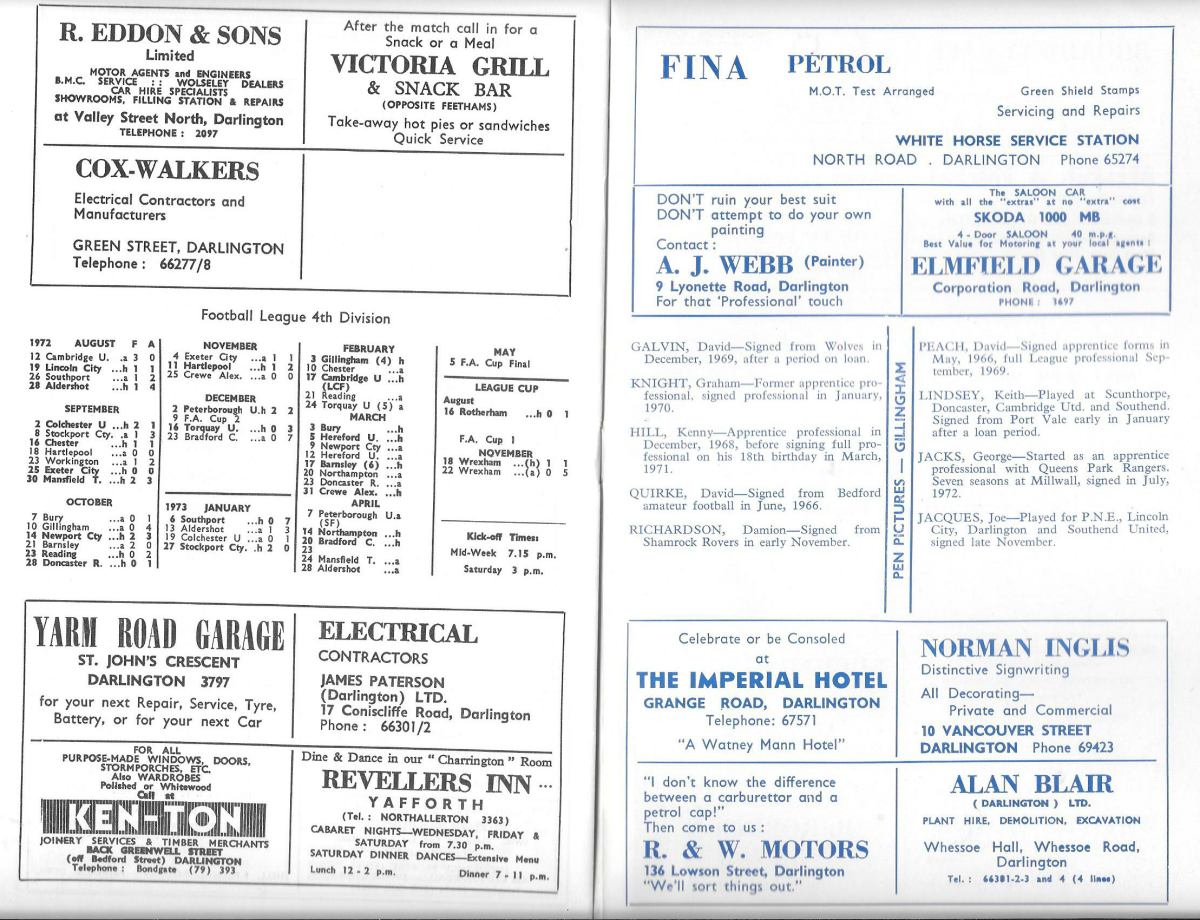 R. EDDON & SONS
Limited
MOTOR AGENTS and ENGINEERS
B.M.C. SERVICE : : WOLSELEY DEALERS
CAR HIRE SPECIALISTS
SHOWROOMS, FILLING STATION & REPAIRS
at Valley Street North, Darlington
TELEPHONE : 2097
After the match call in for a
Snack or a Meal
VICTORIA GRILL
& SNACK BAR
(OPPOSITE FEETHAMS)
Take-away hot pies or sandwiches
Quick Service
COX-WALKERS
Electrical Contractors and
Manufacturers
GREEN STREET, DARLINGTON
Telephone : 66277/8
Football League 4th Division
1972 AUGUST F A
12 Cambridge U. .a 3 0
19 Lincoln City ...h 1 1
26 Southport ...a 1 2
28 Aldershot ...h 1 4
SEPTEMBER
2 Colchester U ...h 2 1
8 Stockport Cty. .a 1 3
16 Chester ...h 1 1
18 Hartlepool ...a 0 0
23 Workington ...a 1 2
25 Exeter City ...h 0 0
30 Mansfield T. ...h 2 3
OCTOBER
7 Bury ...a 0 1
10 Gillingham ...a 0 4
14 Newport Cty ...h 2 3
21 Barnsley ...a 2 0
23 Reading ...h 0 2
28 Doncaster R. ...h 0 1
NOVEMBER
4 Exeter City ...a 1 1
11 Hartlepool ...h 1 2
25 Crewe Alex. ...a 0 0
DECEMBER
2 Peterborough U.h 2 2
9 F.A. Cup 2
16 Torquay U. ...h 0 3
23 Bradford C. ...a 0 7
1973 JANUARY
6 Southport ...h 0 7
13 Aldershot ...a 1 3
19 Colchester U ...a 0 1
27 Stockport Cty. .h 2 0
FEBRUARY
3 Gillingham (4) h
10 Chester ...a
17 Cambridge U ...h
(LCF)
21 Reading ...a
24 Torquay U (5) a
MARCH
3 Bury ...h
5 Hereford U. ...h
9 Newport Cty ...a
12 Hereford U. ...a
17 Barnsley (6) ...h
20 Northampton ...a
23 Doncaster R. ...a
31 Crewe Alex. ...h
APRIL
7 Peterborough U.a
(SF)
14 Northampton ...h
20 Bradford C. ...h
23
24 Mansfield T. ...a
28 Aldershot ...a
MAY
5 F.A. Cup Final
LEAGUE CUP
August
16 Rotherham ...h 0 1
F.A. Cup 1
NOVEMBER
18 Wrexham ...(h) 1 1
22 Wrexham ...(a) 0 5
Kick-off Times:
Mid-Week 7.15 p.m.
Saturday 3 p.m.
YARM ROAD GARAGE
ST. JOHN'S CRESCENT
DARLINGTON 3797
for your next Repair, Service, Tyre,
Battery, or for your next Car
ELECTRICAL
CONTRACTORS
JAMES PATERSON
(Darlington) LTD.
17 Coniscliffe Road, Darlington
Phone : 66301/2
FOR ALL
PURPOSE-MADE WINDOWS, DOORS,
STORMPORCHES, ETC.
Also WARDROBES
Polished or Whitewood
Call at
KEN-TON
JOINERY SERVICES & TIMBER MERCHANTS
BACK GREENWELL STREET
(off Bedford Street) DARLINGTON
Telephone : Bondgate (79) 393
Dine & Dance in our " Charrington " Room
REVELLERS INN ...
YAFFORTH
(Tel. : NORTHALLERTON 3363)
CABARET NIGHTS—WEDNESDAY, FRIDAY &
SATURDAY from 7.30 p.m.
SATURDAY DINNER DANCES—Extensive Menu
Lunch 12 - 2 p.m. Dinner 7 - 11 p.m.
FINA PETROL
M.O.T. Test Arranged Green Shield Stamps
Servicing and Repairs
WHITE HORSE SERVICE STATION
NORTH ROAD . DARLINGTON Phone 65274
DON'T ruin your best suit
DON'T attempt to do your own
painting
Contact :
A. J. WEBB (Painter)
9 Lyonette Road, Darlington
For that 'Professional' touch
The SALOON CAR
with all the "extras" at no "extra" cost
SKODA 1000 MB
4 - Door SALOON 40 m.p.g.
Best Value for Motoring at your local agents !
ELMFIELD GARAGE
Corporation Road, Darlington
PHONE : 1697
GALVIN, David—Signed from Wolves in
December, 1969, after a period on loan.
KNIGHT, Graham—Former apprentice pro-
fessional, signed professional in January,
1970.
HILL, Kenny—Apprentice professional in
December, 1968, before signing full pro-
fessional on his 18th birthday in March,
1971.
QUIRKE, David—Signed from Bedford
amateur football in June, 1966.
RICHARDSON, Damion—Signed from
Shamrock Rovers in early November.
PEN PICTURES — GILLINGHAM
PEACH, David—Signed apprentice forms in
May, 1966, full League professional Sep-
tember, 1969.
LINDSEY, Keith—Played at Scunthorpe,
Doncaster, Cambridge Utd. and Southend.
Signed from Port Vale early in January
after a loan period.
JACKS, George—Started as an apprentice
professional with Queens Park Rangers.
Seven seasons at Millwall, signed in July,
1972.
JACQUES, Joe—Played for P.N.E., Lincoln
City, Darlington and Southend United,
signed late November.
Celebrate or be Consoled
at
THE IMPERIAL HOTEL
GRANGE ROAD, DARLINGTON
Telephone: 67571
"A Watney Mann Hotel"
NORMAN INGLIS
Distinctive Signwriting
All Decorating—
Private and Commercial
10 VANCOUVER STREET
DARLINGTON Phone 69423
"I don't know the difference
between a carburettor and a
petrol cap!"
Then come to us :
R. & W. MOTORS
136 Lowson Street, Darlington
"We'll sort things out."
ALAN BLAIR
( DARLINGTON ) LTD.
PLANT HIRE, DEMOLITION, EXCAVATION
Whessoe Hall, Whessoe Road,
Darlington
Tel. : 66381-2-3 and 4 (4 lines)